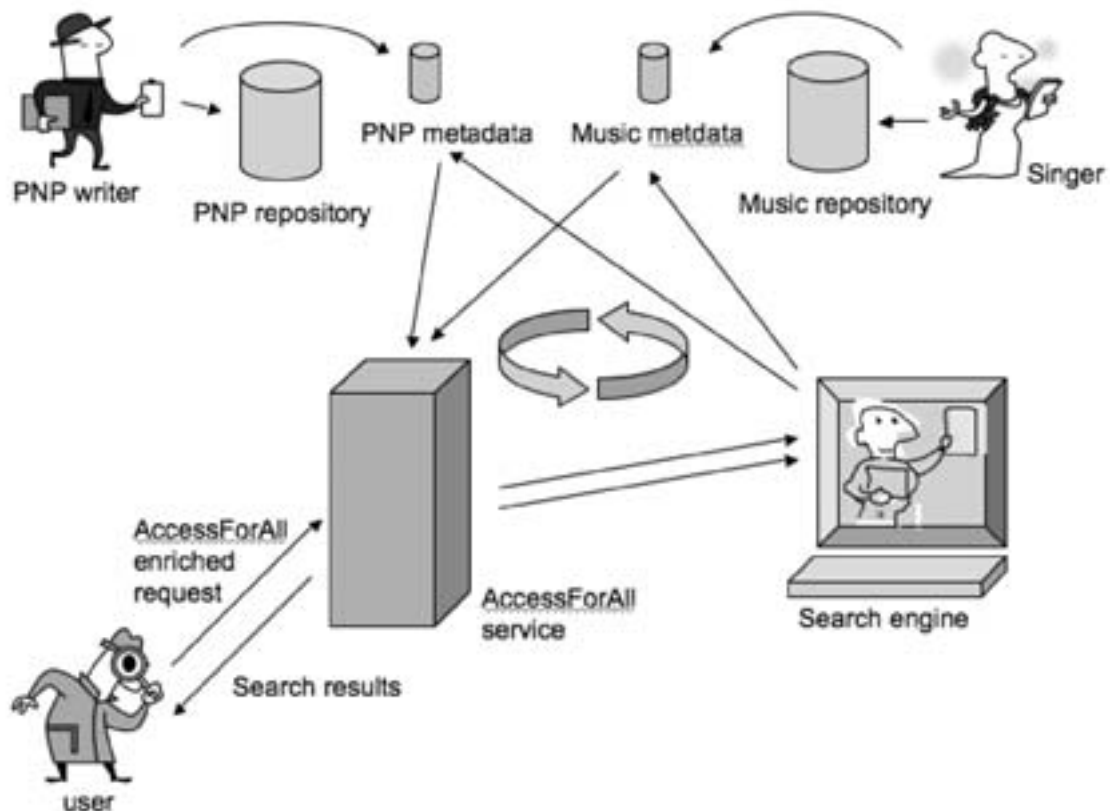 PNP metadata
Music metdata
PNP writer
Singer
PNP repository
Music repository
AccessForAll
enriched
request
AccessForAll
service
Search engine
Search results
user